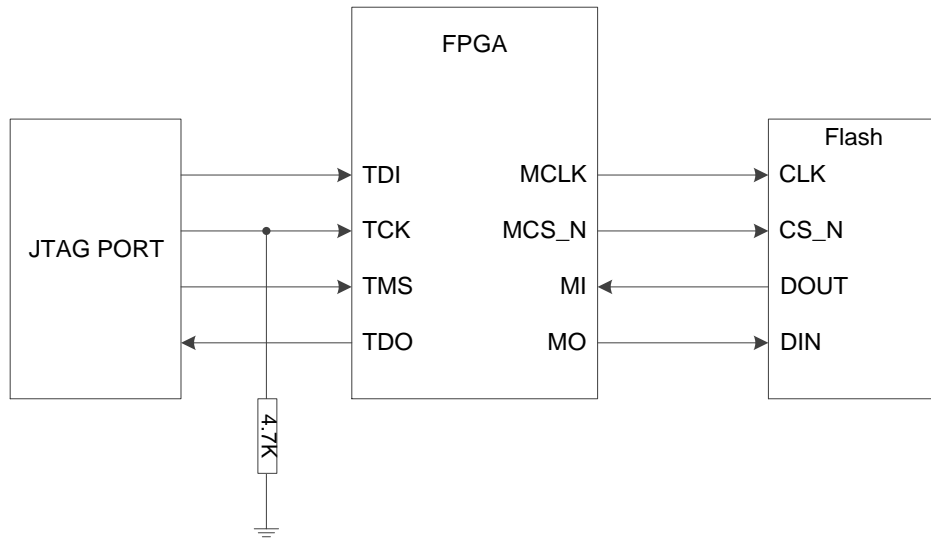 FPGA
Flash
TDI
MCLK
CLK
JTAG PORT
TCK
MCS_N
CS_N
TMS
MI
DOUT
TDO
MO
DIN
4.7K